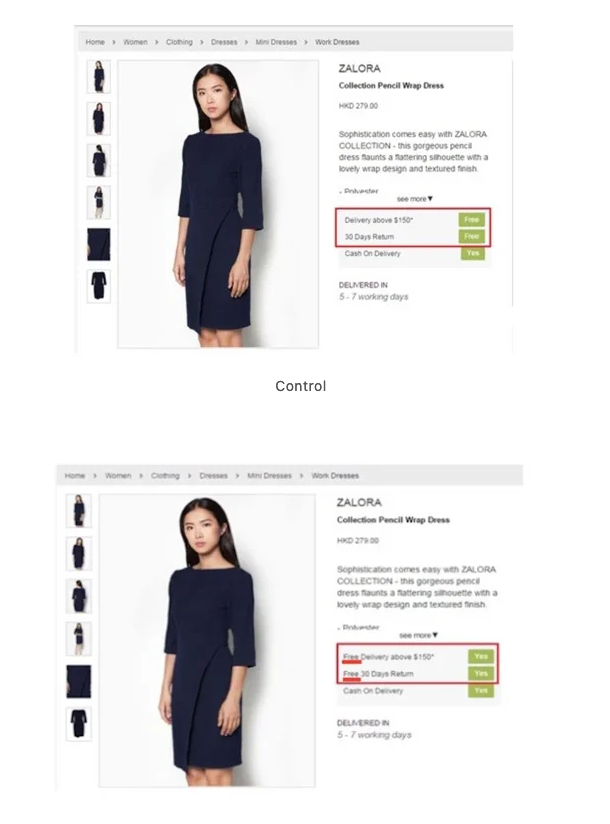 Home > Women > Clothing > Dresses > Mini Dresses > Work Dresses
ZALORA
Collection Pencil Wrap Dress
HKD 279.00
Sophistication comes easy with ZALORA
COLLECTION - this gorgeous pencil
dress flaunts a flattering silhouette with a
lovely wrap design and textured finish.
- Polyester
see more▼
Delivery above $150* Free
30 Days Return Free
Cash On Delivery Yes
DELIVERED IN
5 - 7 working days
Control
Home > Women > Clothing > Dresses > Mini Dresses > Work Dresses
ZALORA
Collection Pencil Wrap Dress
HKD 279.00
Sophistication comes easy with ZALORA
COLLECTION - this gorgeous pencil
dress flaunts a flattering silhouette with a
lovely wrap design and textured finish.
- Polyester
see more▼
Free Delivery above $150* Yes
Free 30 Days Return Yes
Cash On Delivery Yes
DELIVERED IN
5 - 7 working days